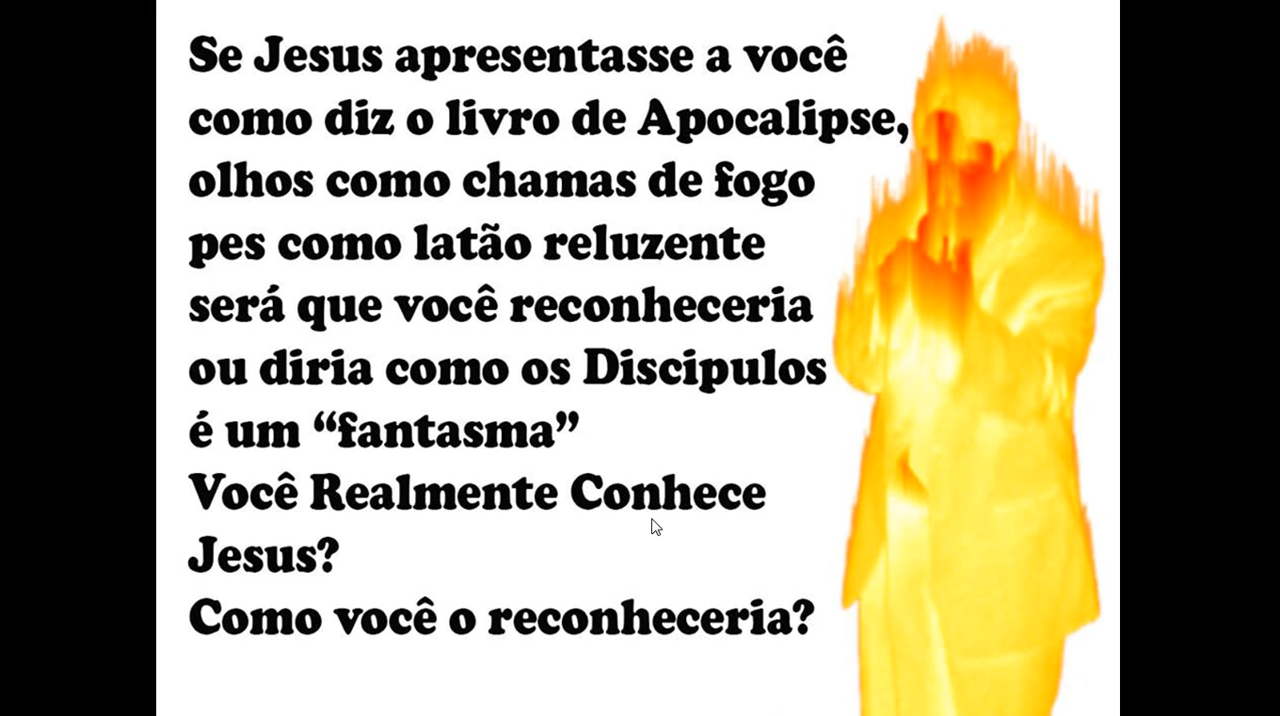 Se Jesus apresentasse a você
como diz o livro de Apocalipse,
olhos como chamas de fogo
pes como latão reluzente
será que você reconheceria
ou diria como os Discipulos
é um “fantasma”
Você Realmente Conhece
Jesus?
Como você o reconheceria?